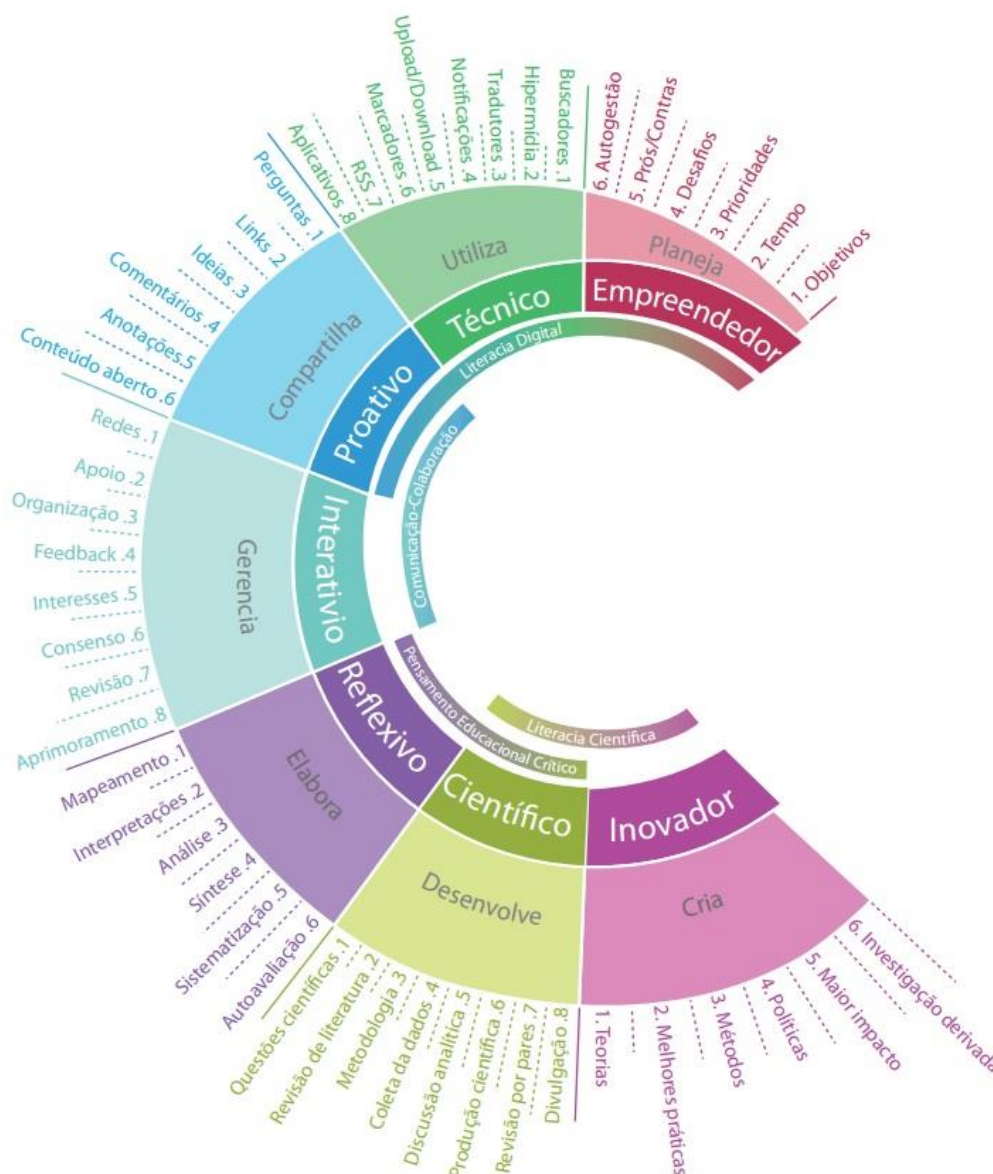 1. Objetivos
2. Tempo
3. Prioridades
4. Desafios
5. Prós/Contras
6. Autogestão
Planeja
Empreendedor
Buscadores .1
Hipermídia .2
Tradutores .3
Notificações .4
Upload/Download .5
Marcadores .6
RSS .7
Aplicativos .8
Utiliza
Técnico
Literacia Digital
Perguntas .1
Links .2
Ideias .3
Comentários .4
Anotações.5
Conteúdo aberto .6
Compartilha
Proativo
Comunicação-Colaboração
Redes .1
Apoio .2
Organização .3
Feedback .4
Interesses .5
Consenso .6
Revisão .7
Aprimoramento .8
Gerencia
Interativio
Mapeamento .1
Interpretações .2
Análise .3
Síntese .4
Sistematização .5
Autoavaliação .6
Elabora
Reflexivo
Pensamento Educacional Crítico
Questões científicas .1
Revisão de literatura .2
Metodologia .3
Coleta da dados .4
Discussão analítica .5
Produção científica .6
Revisão por pares .7
Divulgação .8
Desenvolve
Científico
Literacia Científica
1. Teorias
2. Melhores práticas
3. Métodos
4. Políticas
5. Maior impacto
6. Investigação derivada
Cria
Inovador